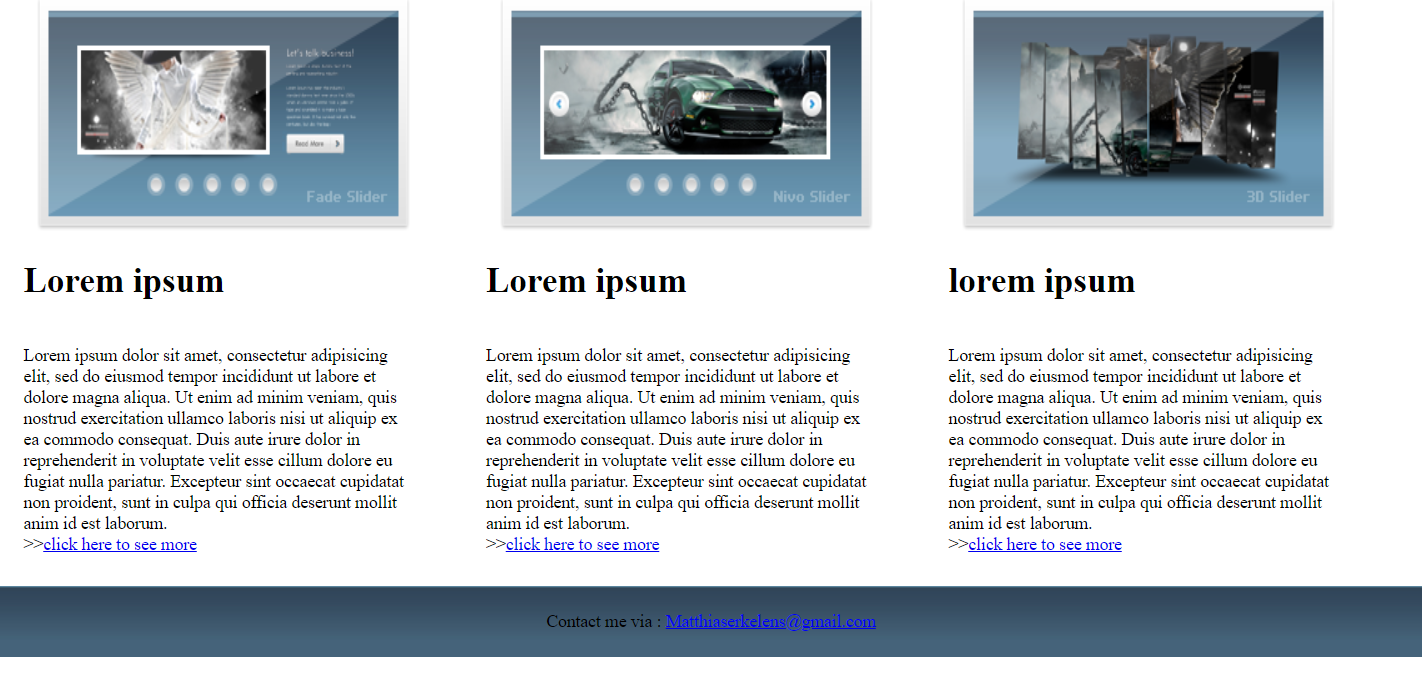 Let's talk business!
Read More
Fade Slider
Nivo Slider
3D Slider
Lorem ipsum
Lorem ipsum dolor sit amet, consectetur adipisicing
elit, sed do eiusmod tempor incididunt ut labore et
dolore magna aliqua. Ut enim ad minim veniam, quis
nostrud exercitation ullamco laboris nisi ut aliquip ex
ea commodo consequat. Duis aute irure dolor in
reprehenderit in voluptate velit esse cillum dolore eu
fugiat nulla pariatur. Excepteur sint occaecat cupidatat
non proident, sunt in culpa qui officia deserunt mollit
anim id est laborum.
>>click here to see more
Lorem ipsum
Lorem ipsum dolor sit amet, consectetur adipisicing
elit, sed do eiusmod tempor incididunt ut labore et
dolore magna aliqua. Ut enim ad minim veniam, quis
nostrud exercitation ullamco laboris nisi ut aliquip ex
ea commodo consequat. Duis aute irure dolor in
reprehenderit in voluptate velit esse cillum dolore eu
fugiat nulla pariatur. Excepteur sint occaecat cupidatat
non proident, sunt in culpa qui officia deserunt mollit
anim id est laborum.
>>click here to see more
lorem ipsum
Lorem ipsum dolor sit amet, consectetur adipisicing
elit, sed do eiusmod tempor incididunt ut labore et
dolore magna aliqua. Ut enim ad minim veniam, quis
nostrud exercitation ullamco laboris nisi ut aliquip ex
ea commodo consequat. Duis aute irure dolor in
reprehenderit in voluptate velit esse cillum dolore eu
fugiat nulla pariatur. Excepteur sint occaecat cupidatat
non proident, sunt in culpa qui officia deserunt mollit
anim id est laborum.
>>click here to see more
Contact me via : Matthiaserkelens@gmail.com